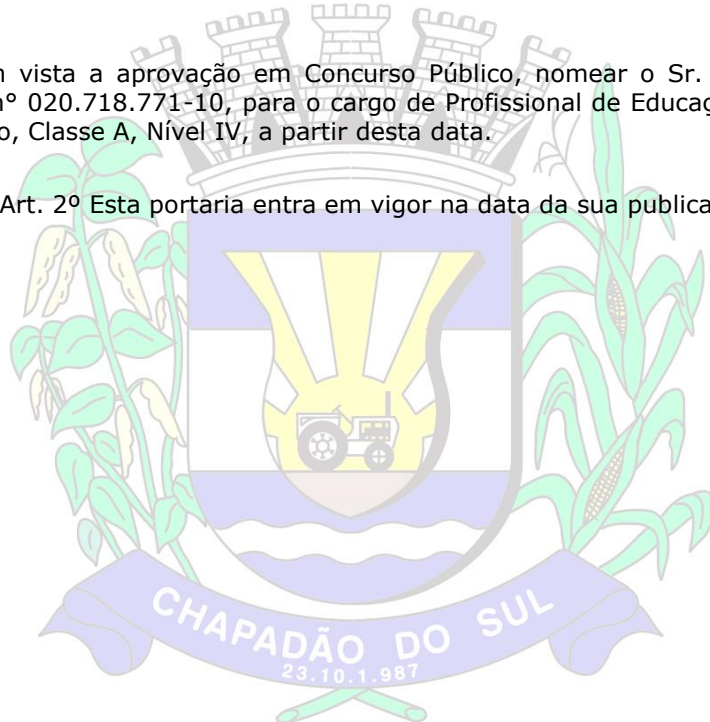 vista a aprovação em Concurso Público, nomear o Sr.
n° 020.718.771-10, para o cargo de Profissional de Educaç
o, Classe A, Nível IV, a partir desta data.
Art. 2º Esta portaria entra em vigor na data da sua publica
CHAPADÃO DO SUL
23.10.1.987